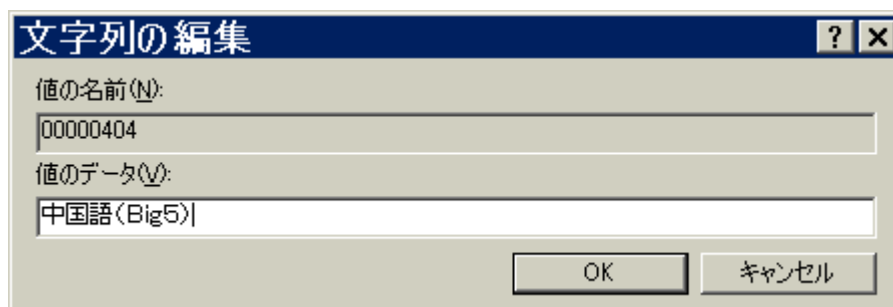 文字列の編集
値の名前(N):
00000404
値のデータ(V):
中国語(Big5)
OK キャンセル